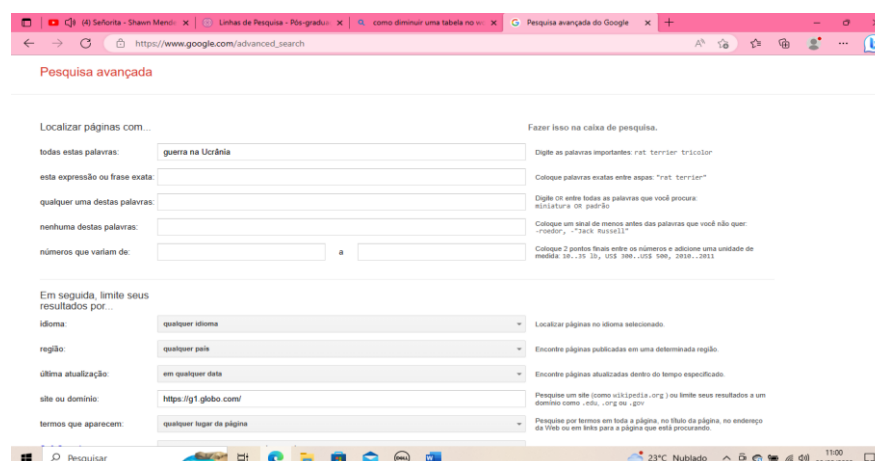 (4) Señorita - Shawn Mende
Linhas de Pesquisa - Pós-gradua
como diminuir uma tabela no wo
Pesquisa avançada do Google
https://www.google.com/advanced_search
Pesquisa avançada
Localizar páginas com...
Fazer isso na caixa de pesquisa.
todas estas palavras:
guerra na Ucrânia
Digite as palavras importantes: rat terrier tricolor
esta expressão ou frase exata:
Coloque palavras exatas entre aspas: "rat terrier"
qualquer uma destas palavras:
Digite OR entre todas as palavras que você procura:
miniatura OR padrão
nenhuma destas palavras:
Coloque um sinal de menos antes das palavras que você não quer:
-roedor, -"Jack Russell"
números que variam de:
a
Coloque 2 pontos finais entre os números e adicione uma unidade de
medida: 10..35 lb, US$ 300..US$ 500, 2010..2011
Em seguida, limite seus
resultados por...
idioma:
qualquer idioma
Localizar páginas no idioma selecionado.
região:
qualquer país
Encontre páginas publicadas em uma determinada região.
última atualização:
em qualquer data
Encontre páginas atualizadas dentro do tempo especificado.
site ou domínio:
https://g1.globo.com/
Pesquise um site (como wikipedia.org ) ou limite seus resultados a um
domínio como .edu, .org ou .gov
termos que aparecem:
qualquer lugar da página
Pesquise por termos em toda a página, no título da página, no endereço
da Web ou em links para a página que está procurando.
Pesquisar
DELL
23°C Nublado
11:00